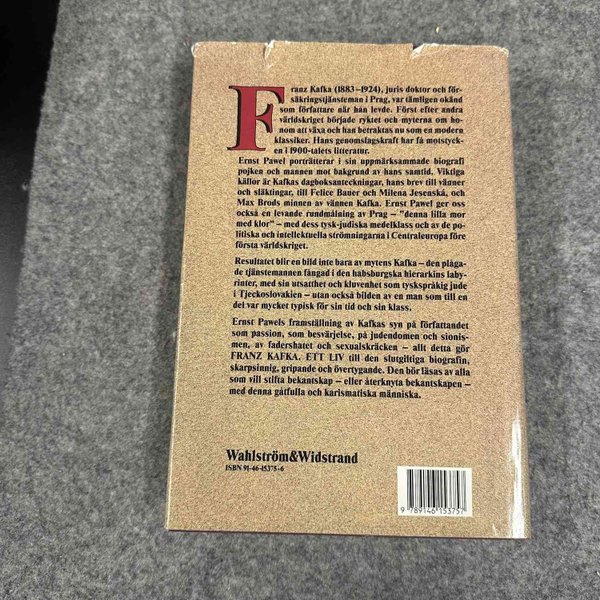 Franz Kafka (1883–1924), juris doktor och för-
säkringstjänsteman i Prag, var tämligen okänd
som författare när han levde. Först efter andra
världskriget började ryktet och myterna om ho-
nom att växa och han betraktas nu som en modern
klassiker. Hans genomslagskraft har få motstyck-
en i 1900-talets litteratur.
Ernst Pawel porträtterar i sin uppmärksammade biografi
pojken och mannen mot bakgrund av hans samtid. Viktiga
källor är Kafkas dagboksanteckningar, hans brev till vänner
och släktingar, till Felice Bauer och Milena Jesenská, och
Max Brods minnen av vännen Kafka. Ernst Pawel ger oss
också en levande rundmålning av Prag – "denna lilla mor
med klor" – med dess tysk-judiska medelklass och av de po-
litiska och intellektuella strömningarna i Centraleuropa före
första världskriget.
Resultatet blir en bild inte bara av mytens Kafka – den plåga-
de tjänstemannen fångad i den habsburgska hierarkins laby-
rinter, med sin utsatthet och kluvenhet som tyskspråkig jude
i Tjeckoslovakien – utan också bilden av en man som till en
del var mycket typisk för sin tid och sin klass.
Ernst Pawels framställning av Kafkas syn på författandet
som passion, som besvärjelse, på judendomen och sionis-
men, av fadershatet och sexualskräcken – allt detta gör
FRANZ KAFKA. ETT LIV till den slutgiltiga biografin,
skarpsinnig, gripande och övertygande. Den bör läsas av alla
som vill stifta bekantskap – eller återknyta bekantskapen –
med denna gåtfulla och karismatiska människa.
Wahlström&Widstrand
ISBN 91-46-15375-6
9 789146 153757